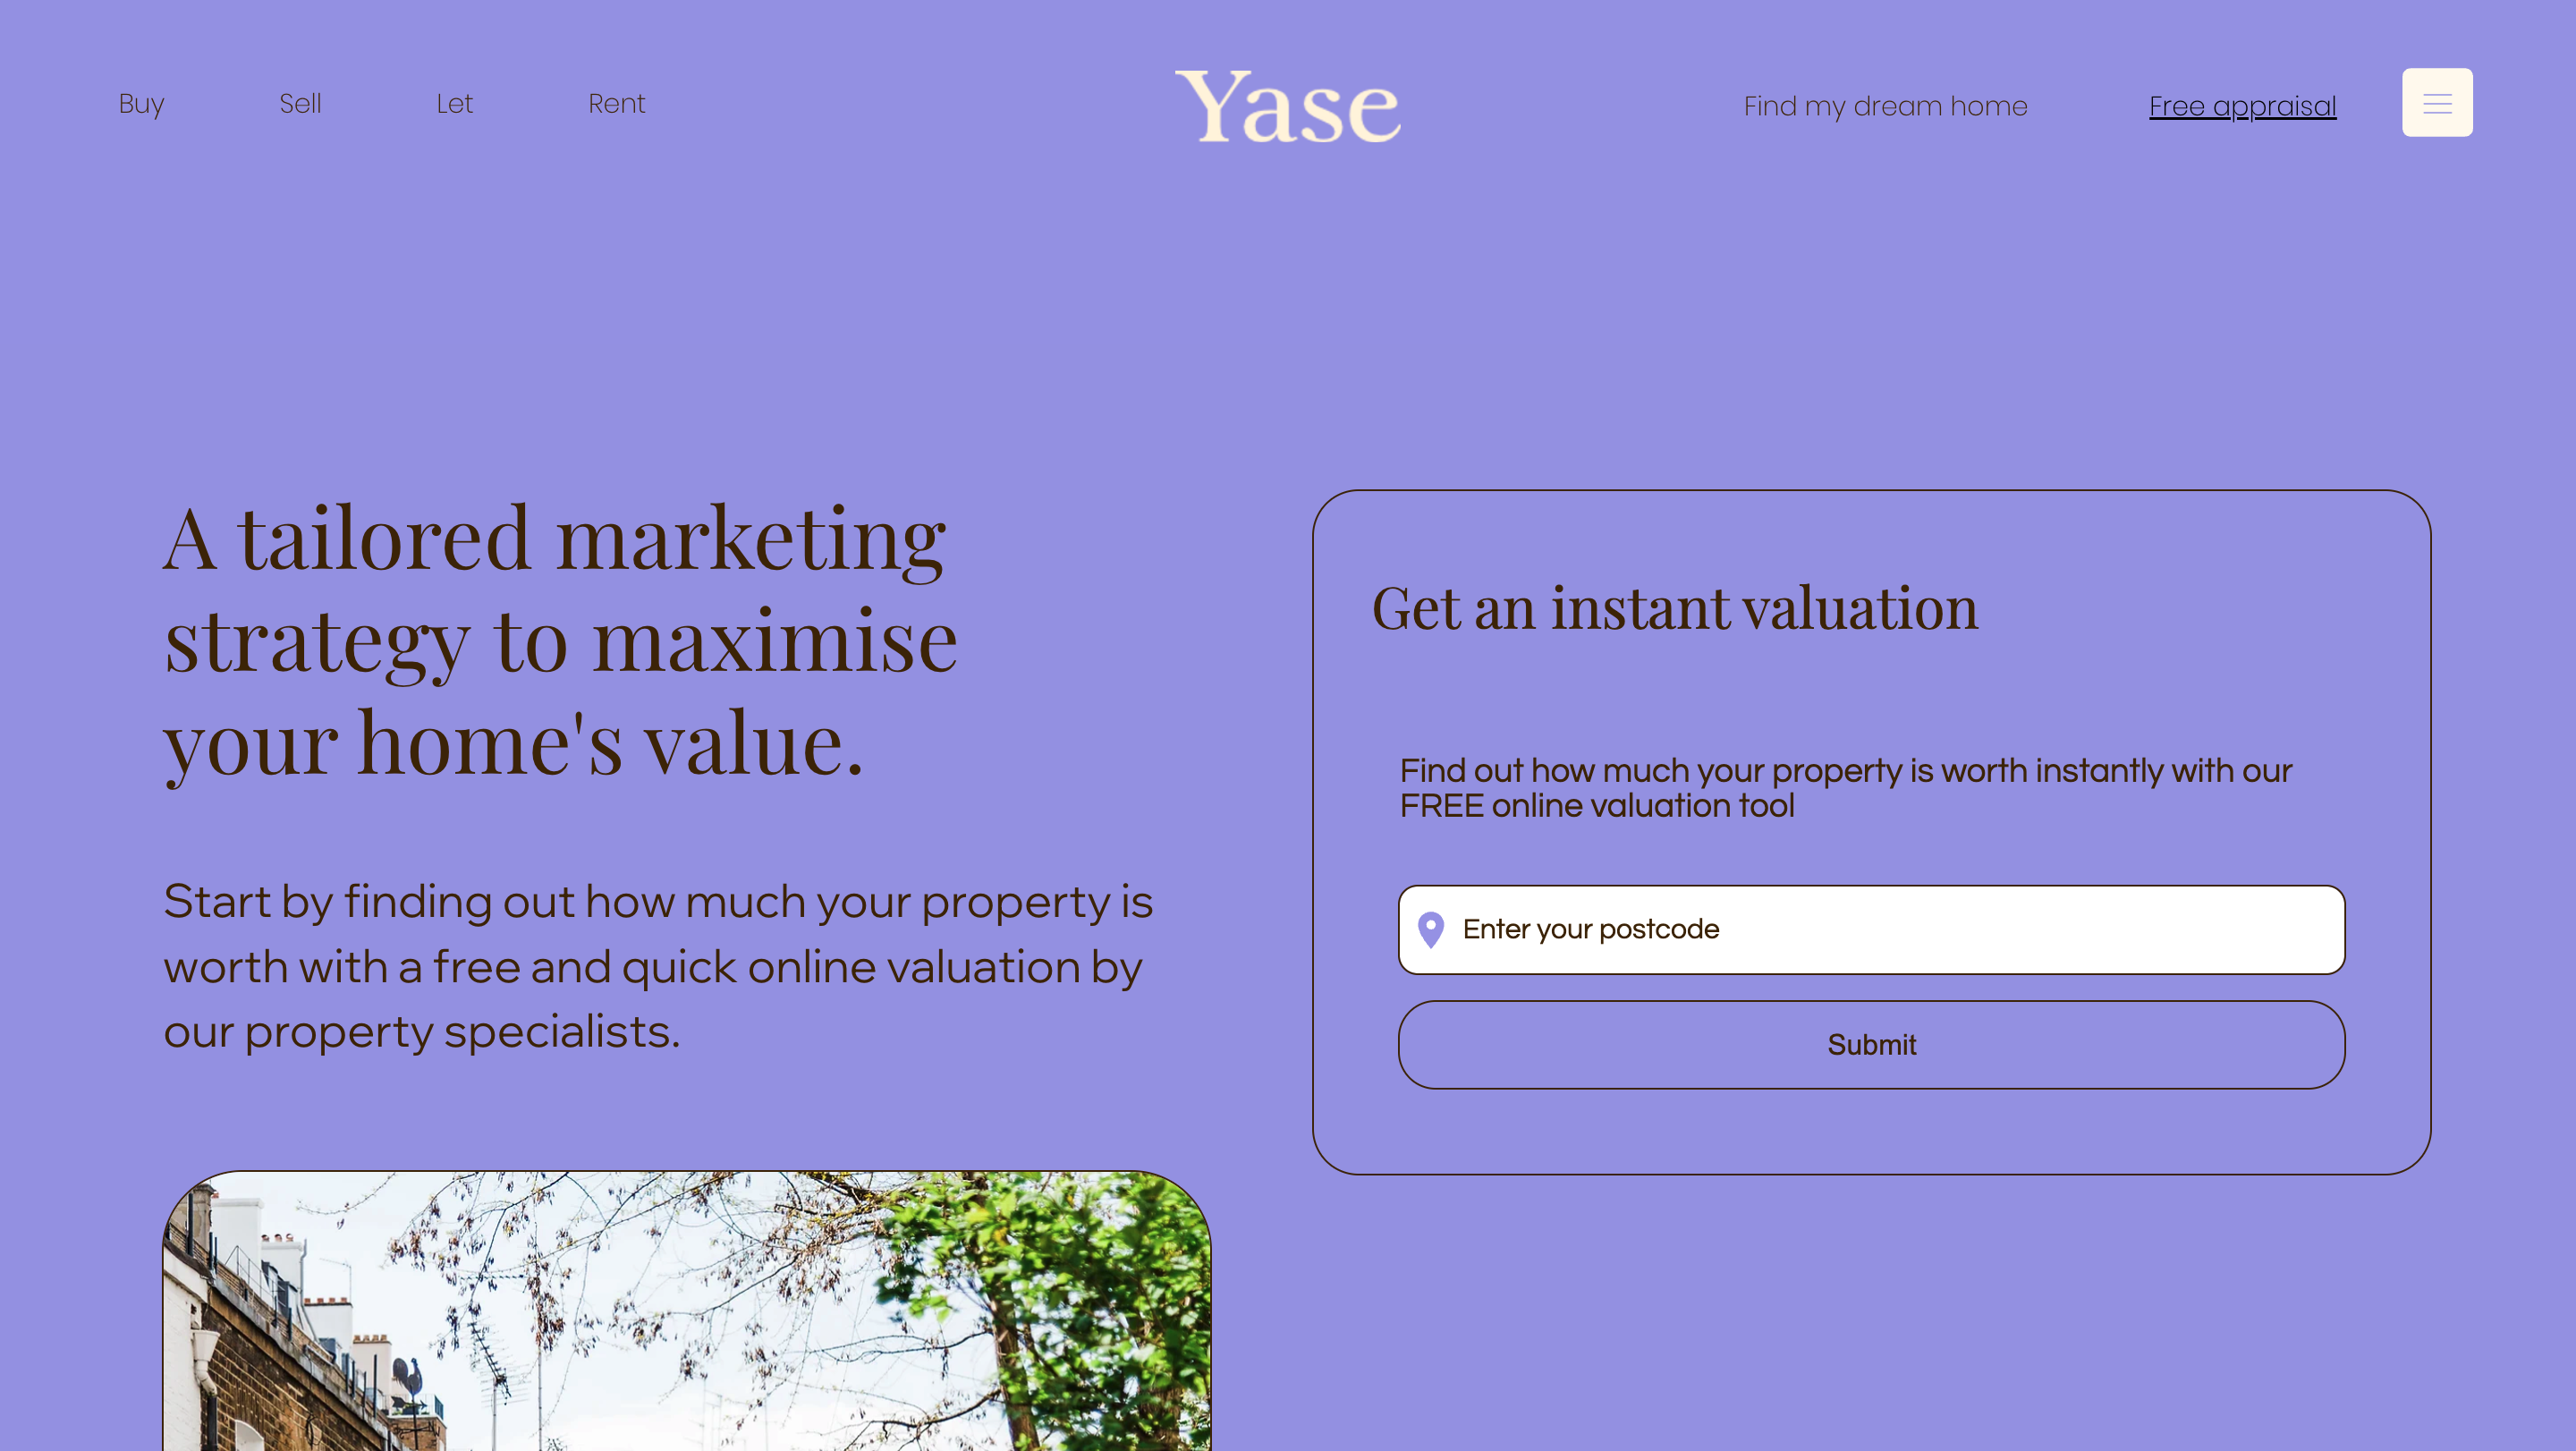 Buy
Sell
Let
Rent
Yase
Find my dream home
Free appraisal
A tailored marketing
strategy to maximise
your home's value.
Start by finding out how much your property is
worth with a free and quick online valuation by
our property specialists.
Get an instant valuation
Find out how much your property is worth instantly with our
FREE online valuation tool
Enter your postcode
Submit